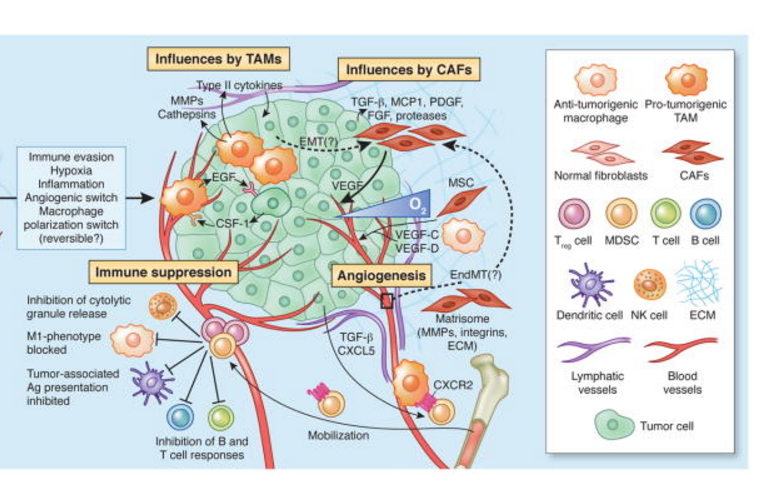 Influences by TAMs
Influences by CAFs
Type II cytokines
MMPs
Cathepsins
TGF-β, MCP1, PDGF,
FGF, proteases
EMT(?)
Immune evasion
Hypoxia
Inflammation
Angiogenic switch
Macrophage
polarization switch
(reversible?)
EGF
CSF-1
VEGF
O2
MSC
VEGF-C
VEGF-D
Immune suppression
Angiogenesis
EndMT(?)
Inhibition of cytolytic
granule release
M1-phenotype
blocked
Tumor-associated
Ag presentation
inhibited
Inhibition of B and
T cell responses
TGF-β
CXCL5
Matrisome
(MMPs, integrins,
ECM)
CXCR2
Mobilization
Anti-tumorigenic
macrophage
Pro-tumorigenic
TAM
Normal fibroblasts
CAFs
Treg cell
MDSC
T cell
B cell
Dendritic cell
NK cell
ECM
Lymphatic
vessels
Blood
vessels
Tumor cell